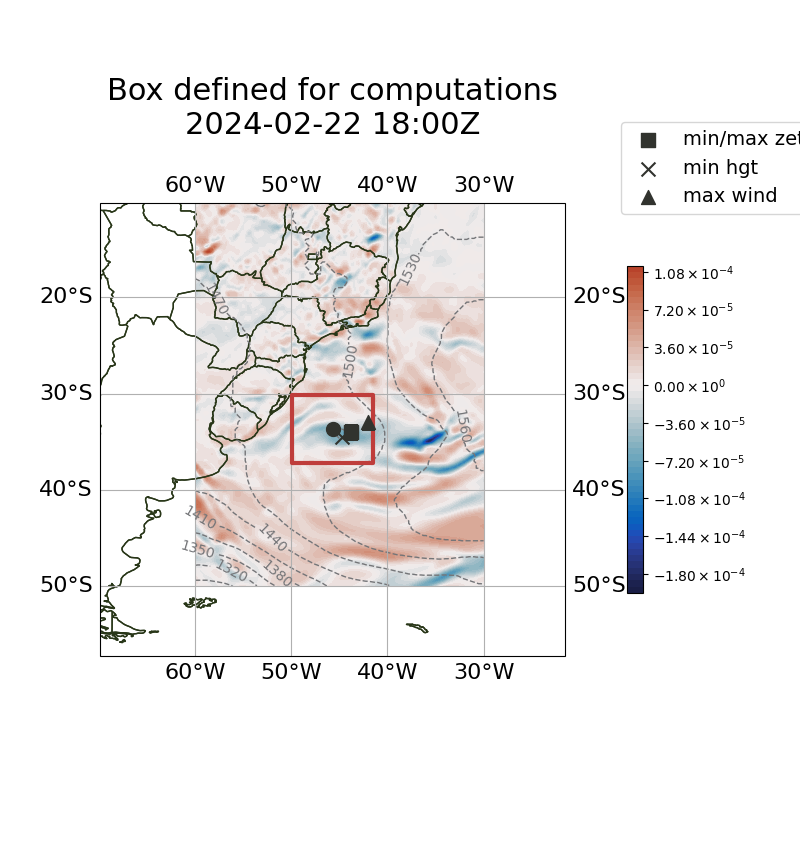 Box defined for computations
2024-02-22 18:00Z
min/max zet
min hgt
max wind
60°W 50°W 40°W 30°W
20°S 20°S
30°S 30°S
40°S 40°S
50°S 50°S
60°W 50°W 40°W 30°W
1530
1500
1560
1410
1440
1350
1320
1380
1.08 × 10⁻⁴
7.20 × 10⁻⁵
3.60 × 10⁻⁵
0.00 × 10⁰
−3.60 × 10⁻⁵
−7.20 × 10⁻⁵
−1.08 × 10⁻⁴
−1.44 × 10⁻⁴
−1.80 × 10⁻⁴